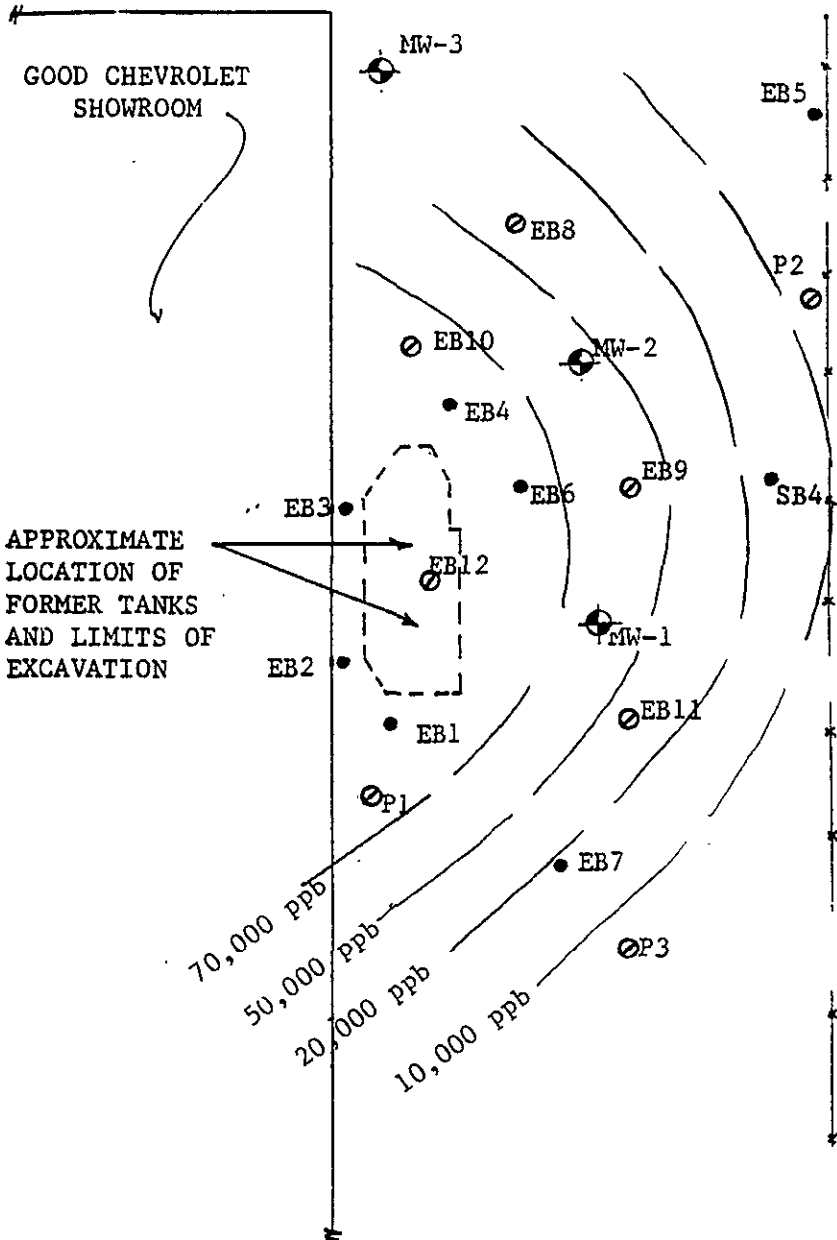 MW-3
GOOD CHEVROLET
SHOWROOM
EB5
EB8
P2
EB10
MW-2
EB4
EB9
EB6
SB4
EB3
APPROXIMATE
LOCATION OF
FORMER TANKS
AND LIMITS OF
EXCAVATION
EB12
MW-1
EB2
EB11
EB1
P1
EB7
70,000 ppb
50,000 ppb
20,000 ppb
10,000 ppb
P3